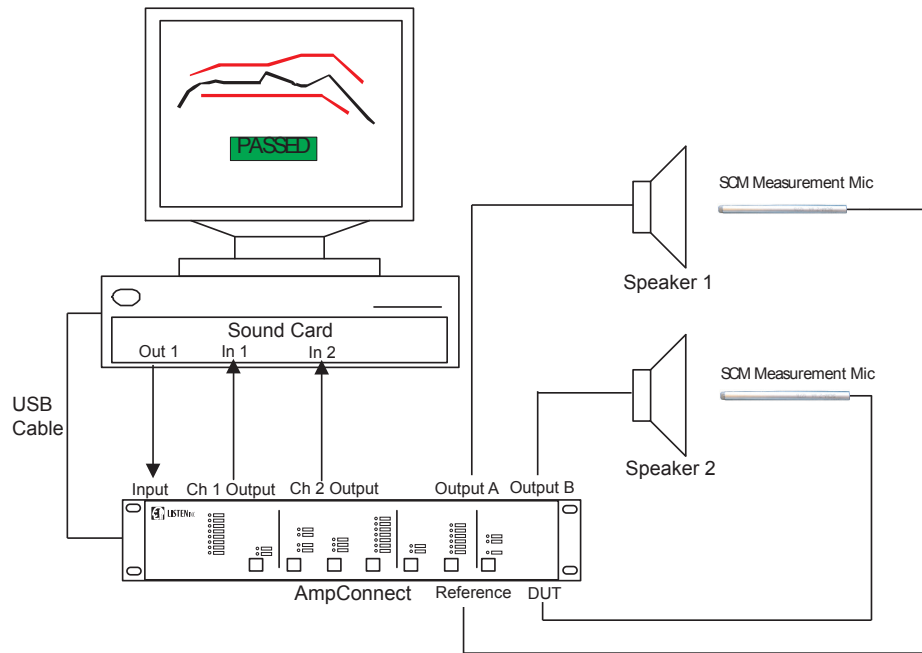 PASSED
SCM Measurement Mic
Speaker 1
Sound Card
Out 1 In 1 In 2
SCM Measurement Mic
USB
Cable
Speaker 2
Input Ch 1 Output Ch 2 Output Output A Output B
LISTEN INC
AmpConnect Reference DUT